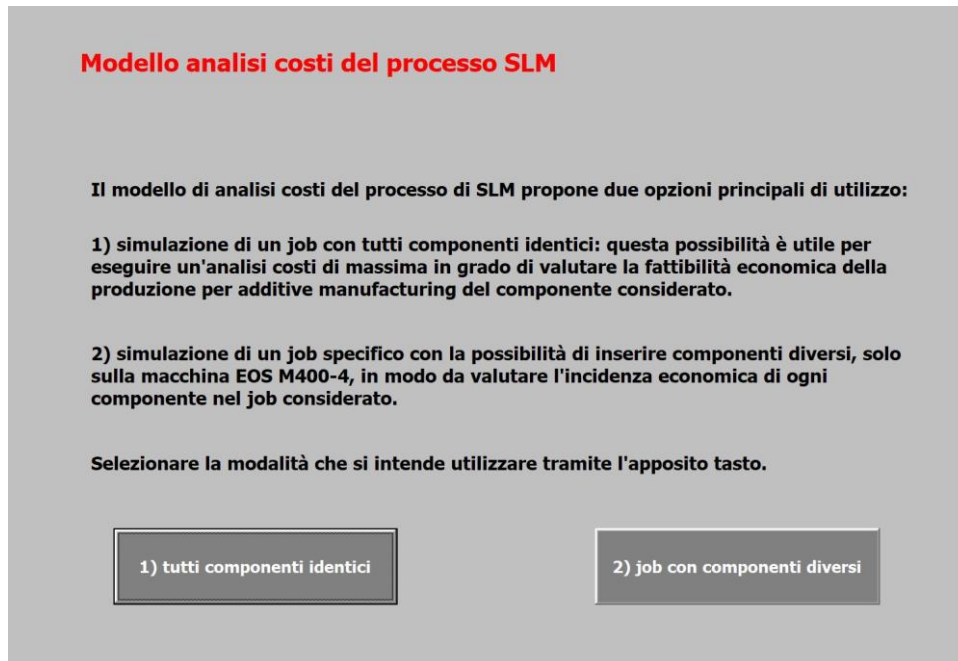 Modello analisi costi del processo SLM
Il modello di analisi costi del processo di SLM propone due opzioni principali di utilizzo:
1) simulazione di un job con tutti componenti identici: questa possibilità è utile per
eseguire un'analisi costi di massima in grado di valutare la fattibilità economica della
produzione per additive manufacturing del componente considerato.
2) simulazione di un job specifico con la possibilità di inserire componenti diversi, solo
sulla macchina EOS M400-4, in modo da valutare l'incidenza economica di ogni
componente nel job considerato.
Selezionare la modalità che si intende utilizzare tramite l'apposito tasto.
1) tutti componenti identici
2) job con componenti diversi